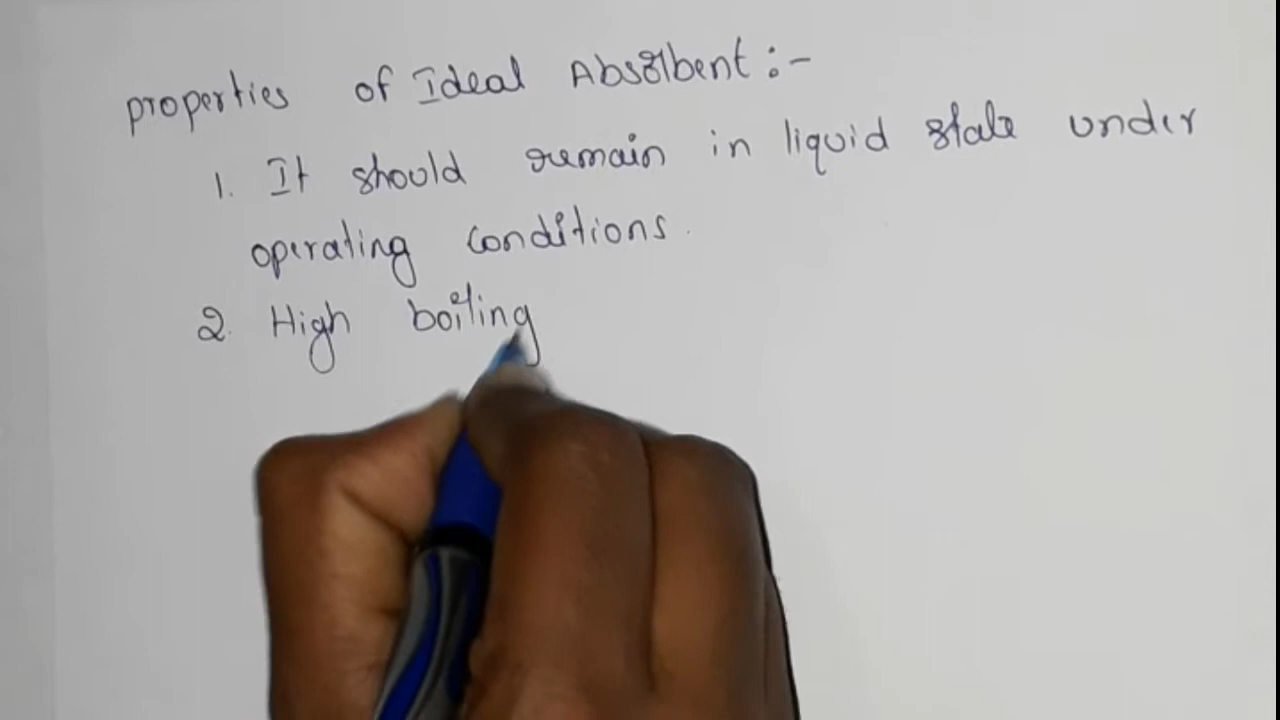 properties of Ideal Absorbent :-
1. It should remain in liquid state under
operating conditions.
2. High boiling